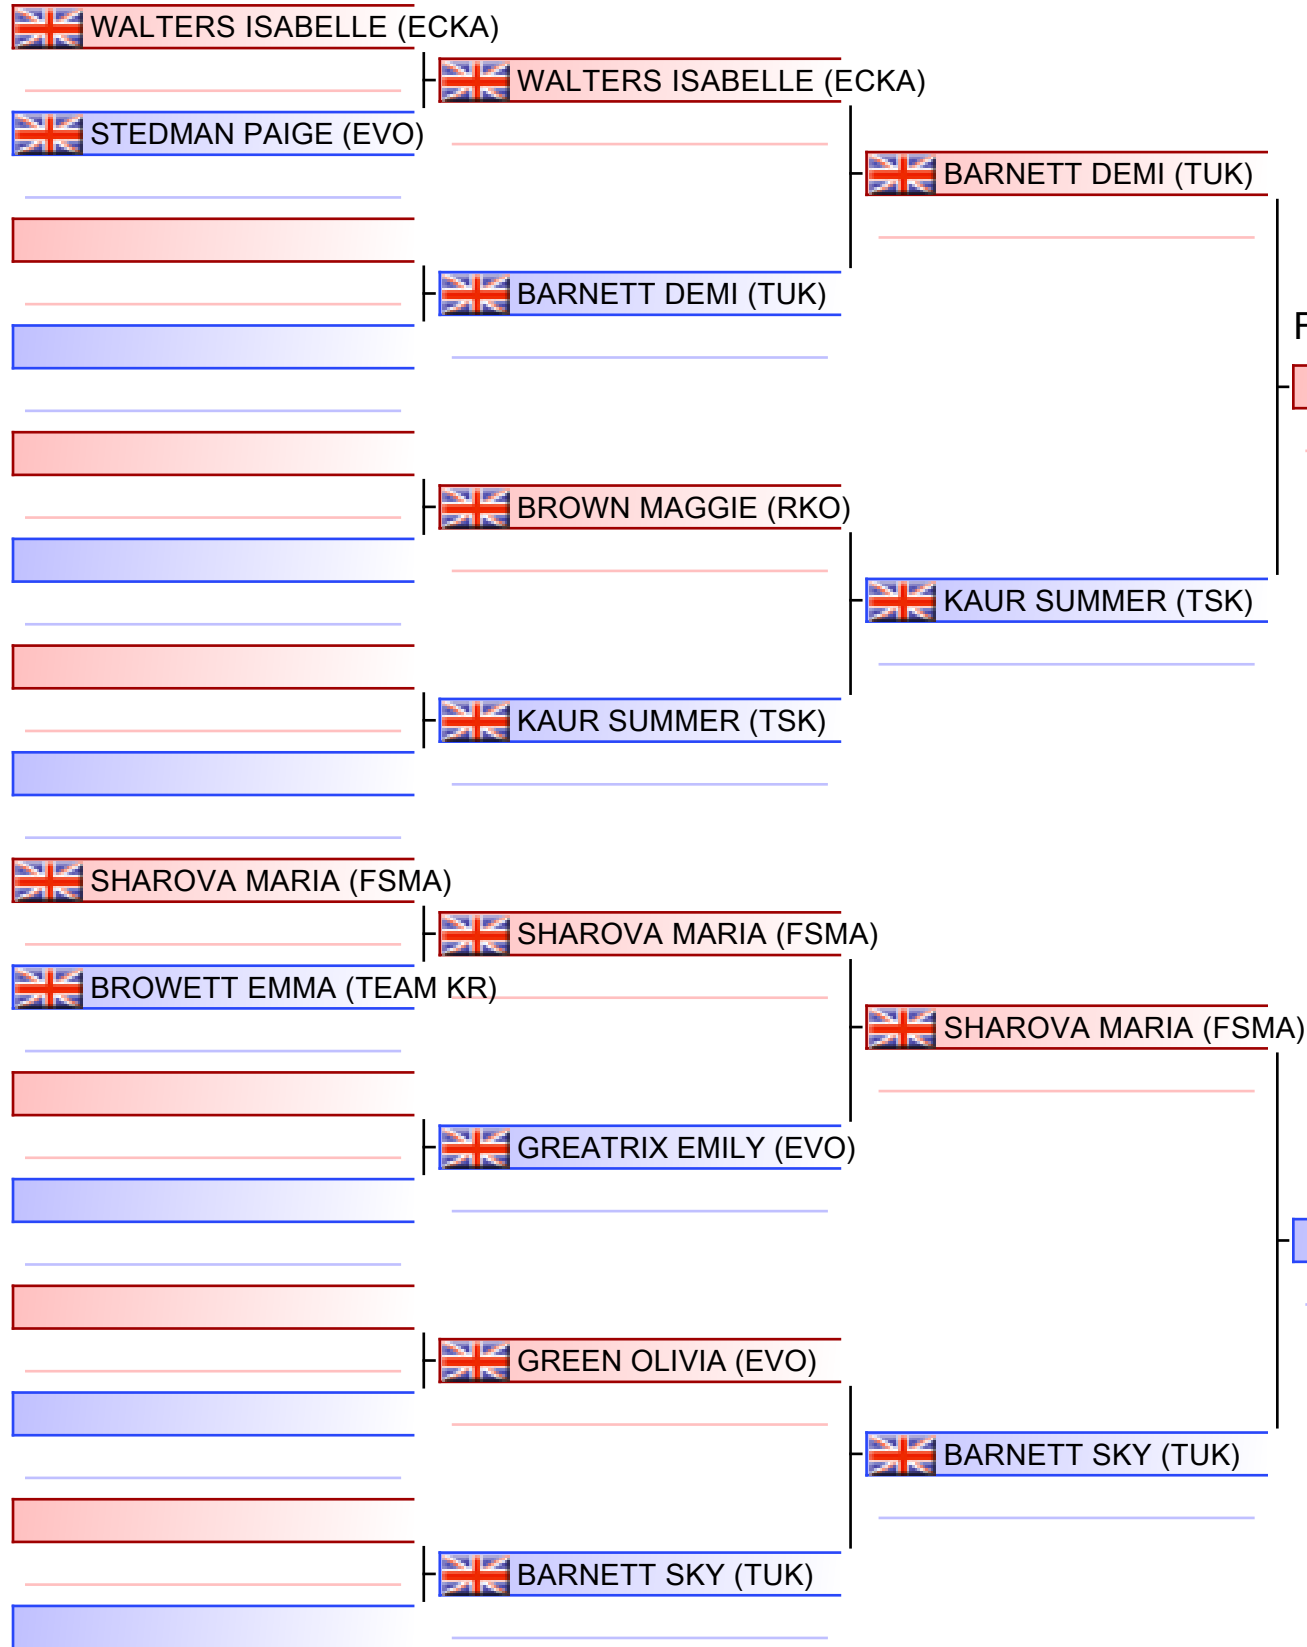 WALTERS ISABELLE (ECKA)
WALTERS ISABELLE (ECKA)
STEDMAN PAIGE (EVO)
BARNETT DEMI (TUK)
BARNETT DEMI (TUK)
BROWN MAGGIE (RKO)
KAUR SUMMER (TSK)
KAUR SUMMER (TSK)
SHAROVA MARIA (FSMA)
SHAROVA MARIA (FSMA)
BROWETT EMMA (TEAM KR)
SHAROVA MARIA (FSMA)
GREATRIX EMILY (EVO)
GREEN OLIVIA (EVO)
BARNETT SKY (TUK)
BARNETT SKY (TUK)